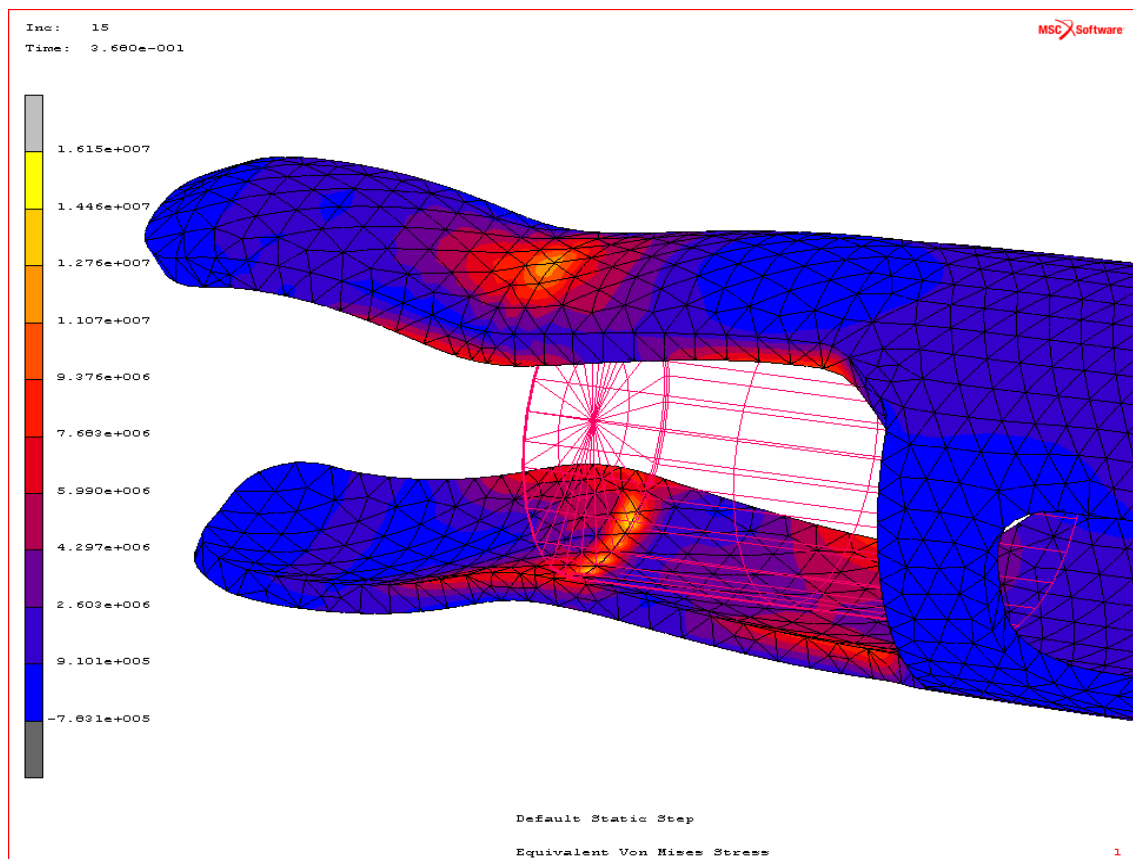 Inc: 15
Time: 3.680e-001
MSC Software
1.615e+007
1.446e+007
1.276e+007
1.107e+007
9.376e+006
7.683e+006
5.990e+006
4.297e+006
2.603e+006
9.101e+005
-7.831e+005
Default Static Step
Equivalent Von Mises Stress
1